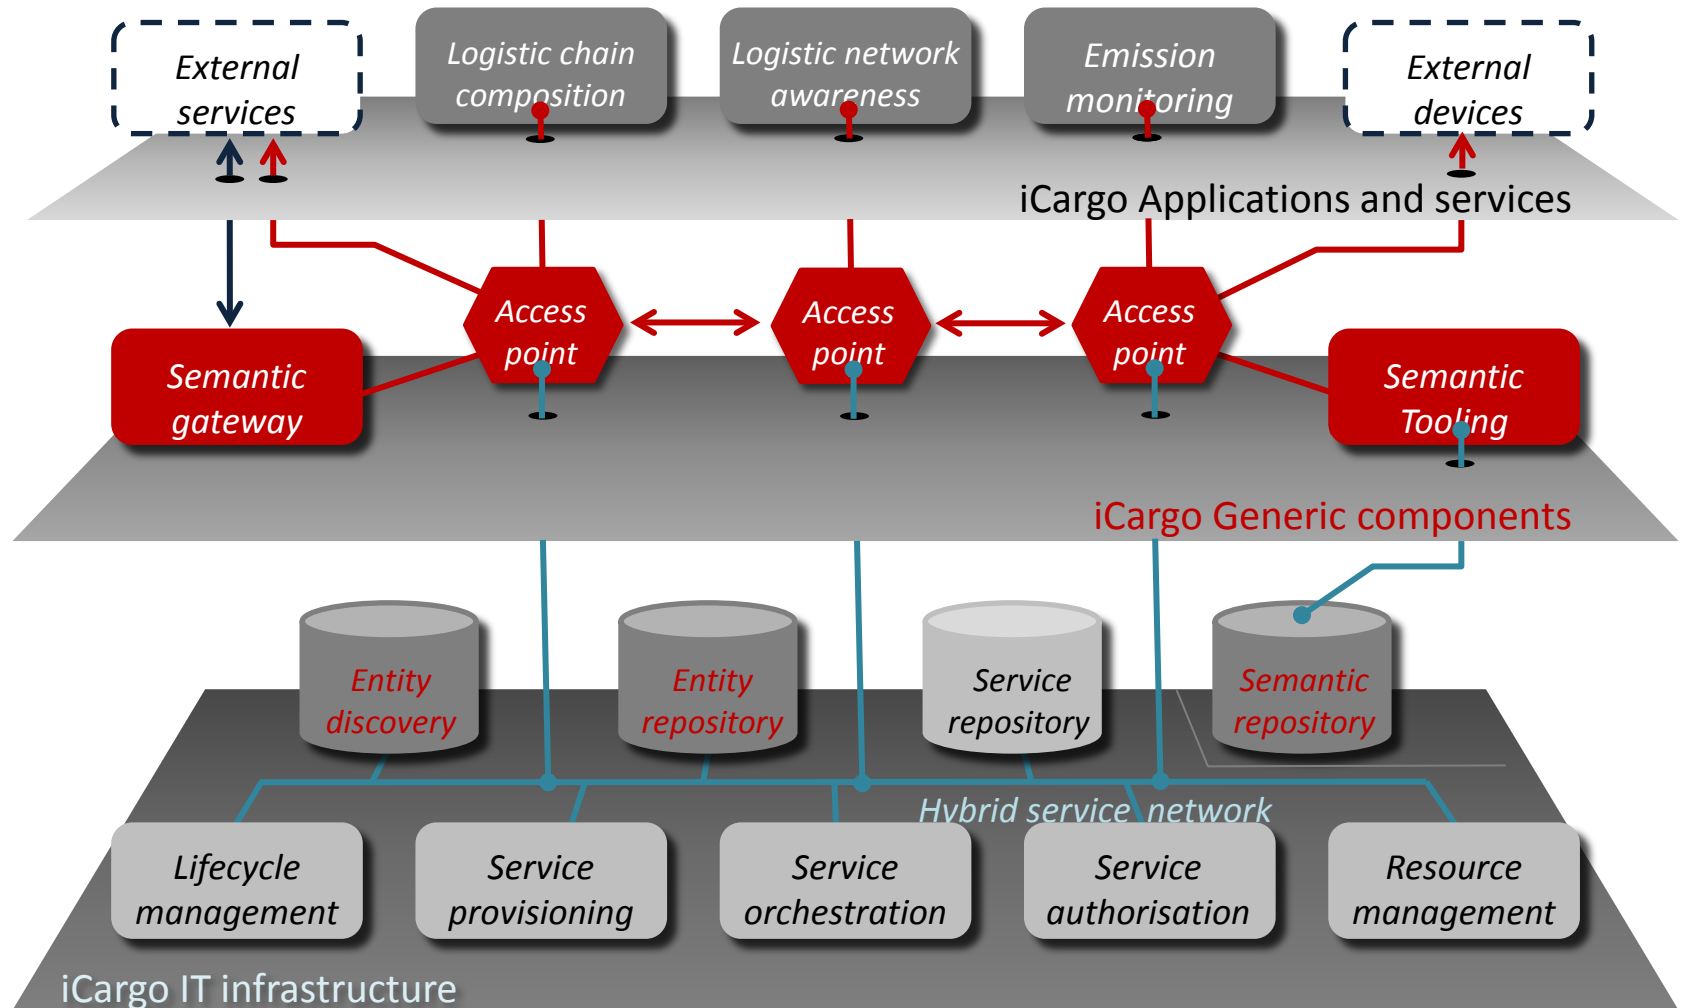 External
services
Logistic chain
composition
Logistic network
awareness
Emission
monitoring
External
devices
iCargo Applications and services
Access
point
Access
point
Access
point
Semantic
gateway
Semantic
Tooling
iCargo Generic components
Entity
discovery
Entity
repository
Service
repository
Semantic
repository
Hybrid service network
Lifecycle
management
Service
provisioning
Service
orchestration
Service
authorisation
Resource
management
iCargo IT infrastructure